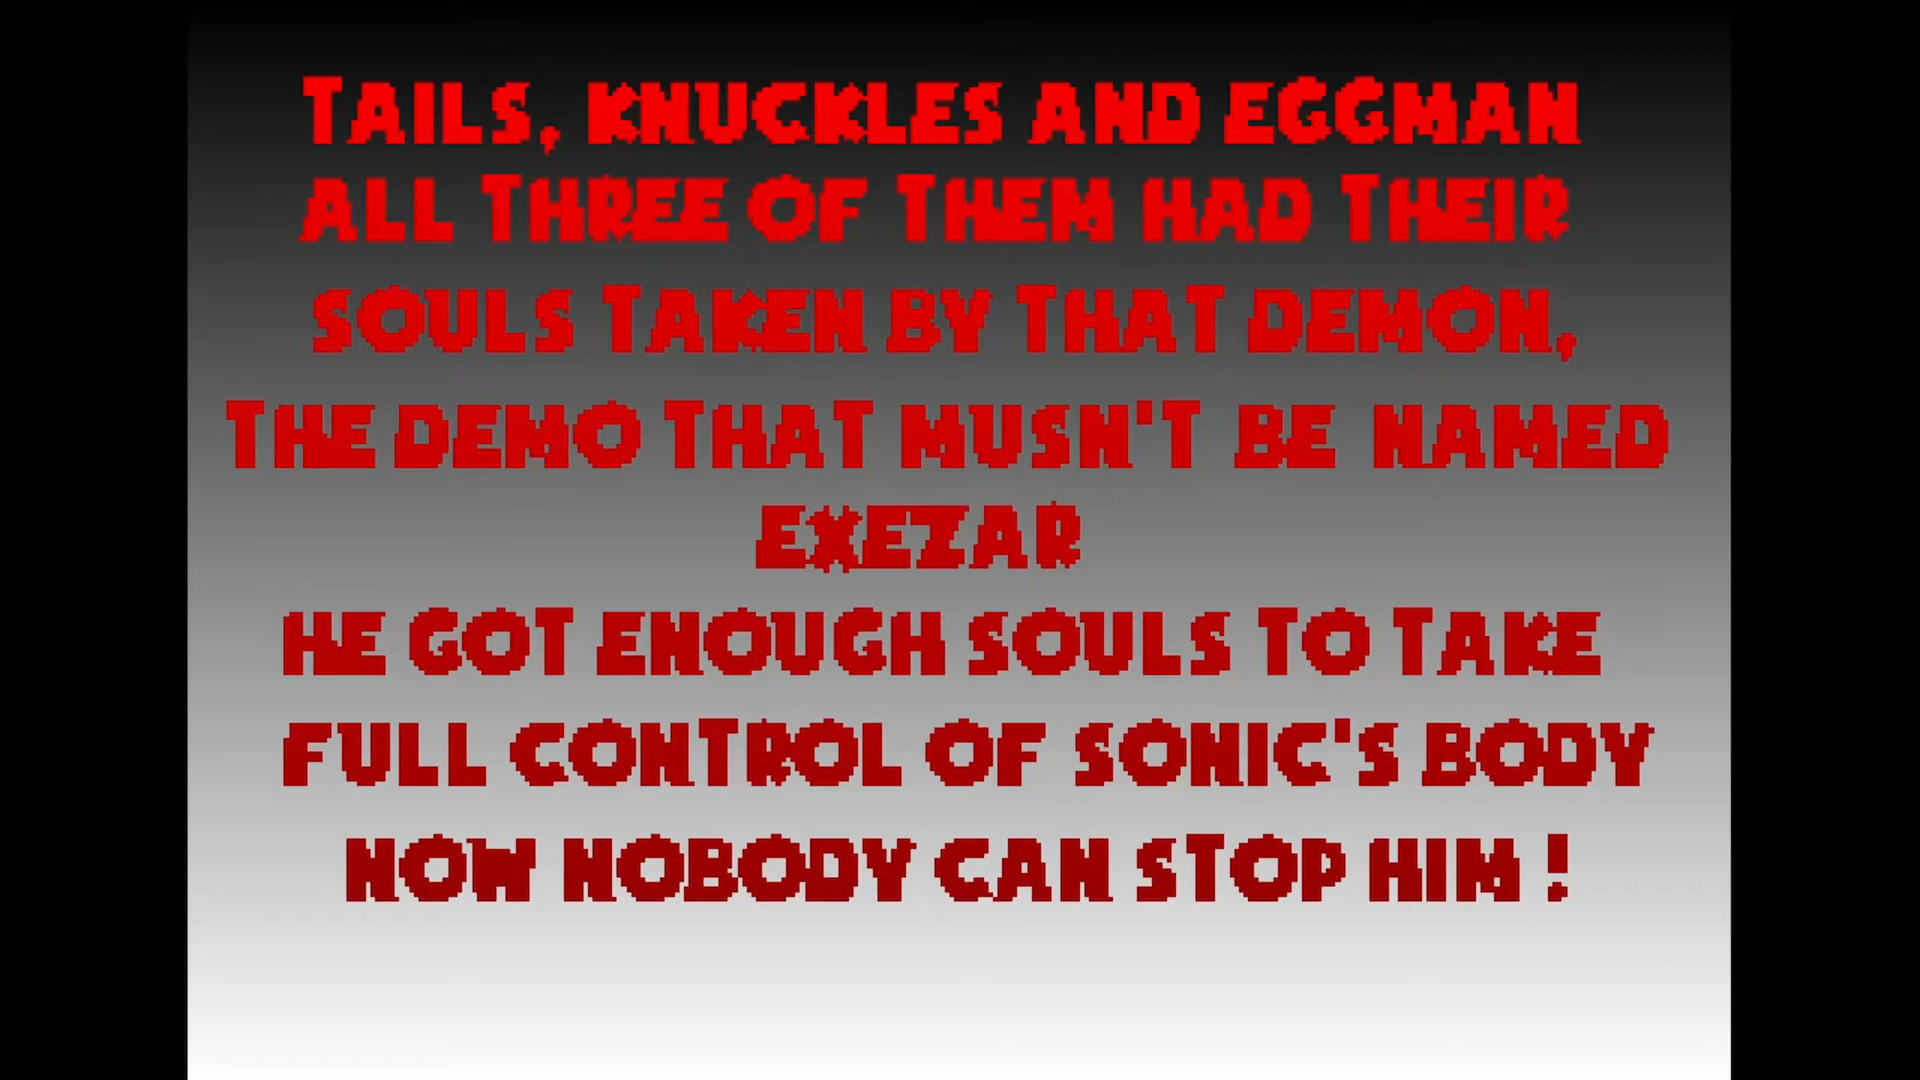 TAILS, KNUCKLES AND EGGMAN
ALL THREE OF THEM HAD THEIR
SOULS TAKEN BY THAT DEMON,
THE DEMO THAT MUSN'T BE NAMED
EXEZAR
HE GOT ENOUGH SOULS TO TAKE
FULL CONTROL OF SONIC'S BODY
NOW NOBODY CAN STOP HIM !